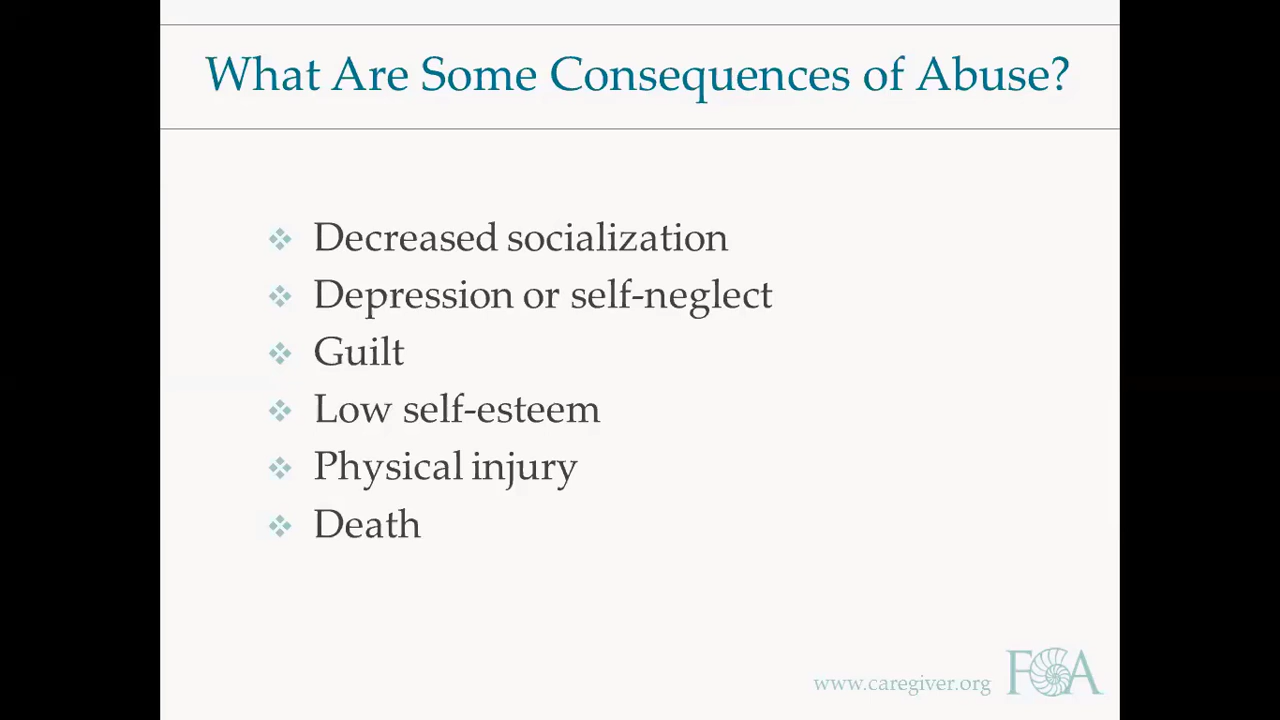 What Are Some Consequences of Abuse?
Decreased socialization
Depression or self-neglect
Guilt
Low self-esteem
Physical injury
Death
www.caregiver.org FCA